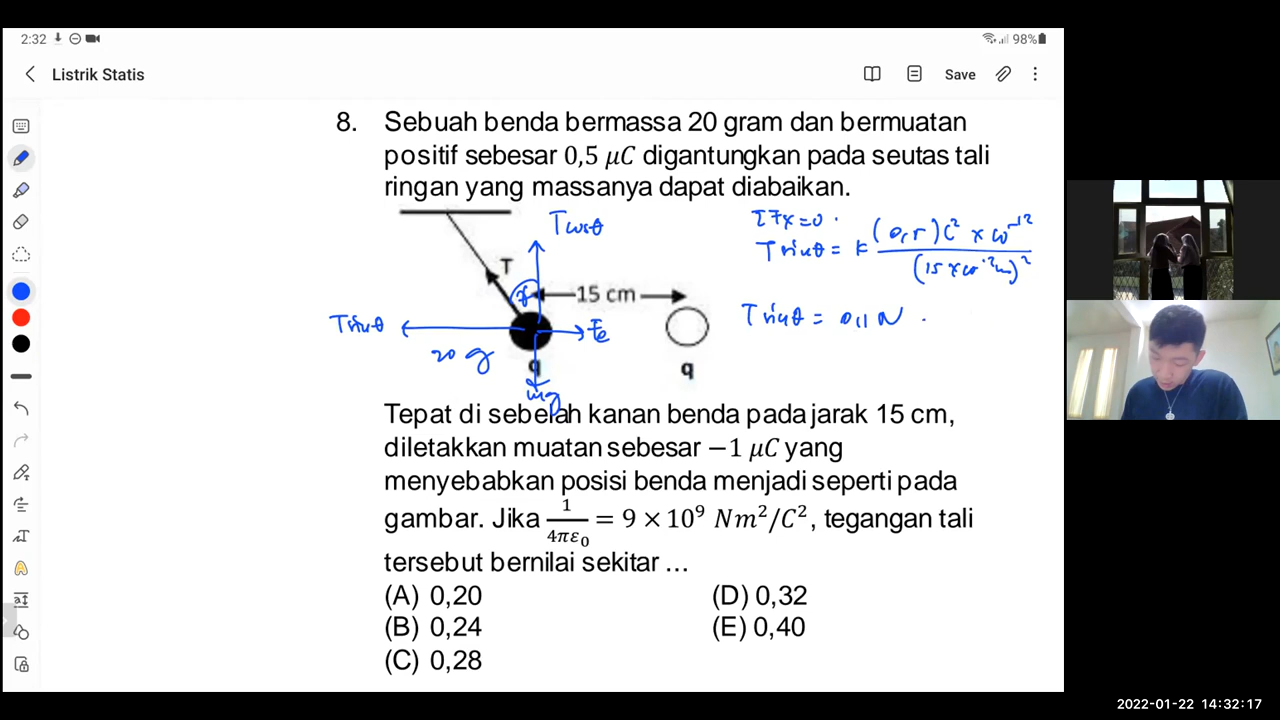 2:32
98%
Listrik Statis
Save
8. Sebuah benda bermassa 20 gram dan bermuatan
positif sebesar 0,5 μC digantungkan pada seutas tali
ringan yang massanya dapat diabaikan.
T cosθ
T
15 cm
T sinθ
Fe
20 g
q
q
mg
Σ Fx = 0
T sinθ = k (0,5) C² × 10⁻¹² / (15 × 10⁻² m)²
T sinθ = 0,1 N
Tepat di sebelah kanan benda pada jarak 15 cm,
diletakkan muatan sebesar −1 μC yang
menyebabkan posisi benda menjadi seperti pada
gambar. Jika 1/4πε₀ = 9 × 10⁹ Nm²/C², tegangan tali
tersebut bernilai sekitar ...
(A) 0,20 (D) 0,32
(B) 0,24 (E) 0,40
(C) 0,28
2022-01-22 14:32:17